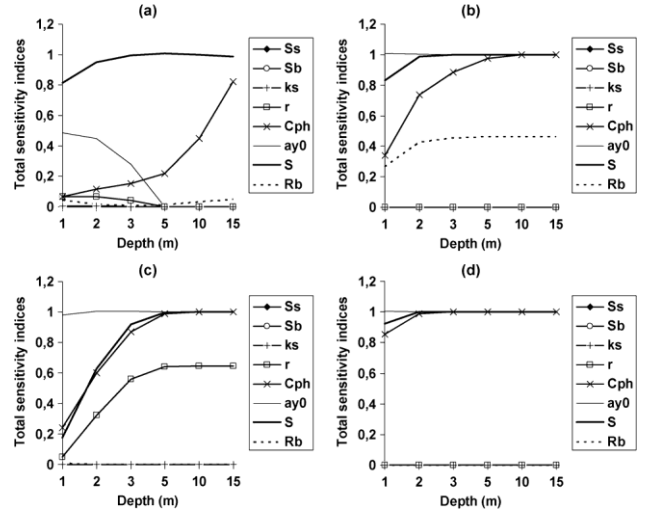 (a)
Total sensitivity indices
1,2
1
0,8
0,6
0,4
0,2
0
1 2 3 5 10 15
Depth (m)
Ss
Sb
ks
r
Cph
ay0
S
Rb
(b)
Total sensitivity indices
1,2
1
0,8
0,6
0,4
0,2
0
1 2 3 5 10 15
Depth (m)
Ss
Sb
ks
r
Cph
ay0
S
Rb
(c)
Total sensitivity indices
1,2
1
0,8
0,6
0,4
0,2
0
1 2 3 5 10 15
Depth (m)
Ss
Sb
ks
r
Cph
ay0
S
Rb
(d)
Total sensitivity indices
1,2
1
0,8
0,6
0,4
0,2
0
1 2 3 5 10 15
Depth (m)
Ss
Sb
ks
r
Cph
ay0
S
Rb